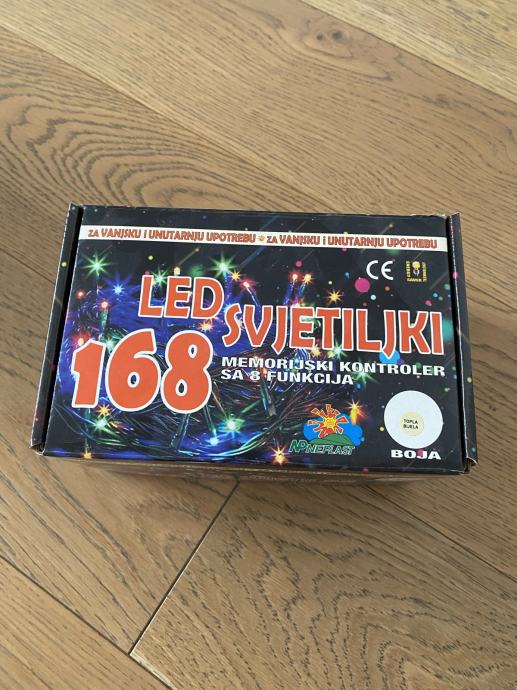 ZA VANJSKU i UNUTARNJU UPOTREBU ZA VANJSKU i UNUTARNJU UPOTREBU
CE
LED SVJETILJKI
168
MEMORIJSKI KONTROLER
SA 8 FUNKCIJA
NEPLAST
TOPLA
BIJELA
BOJA